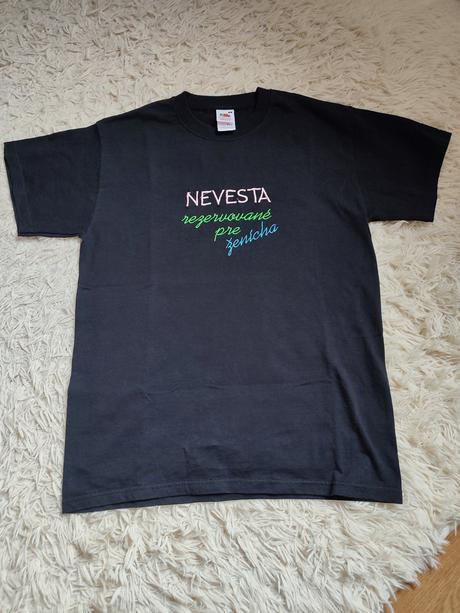 NEVESTA
rezervované
pre
ženícha